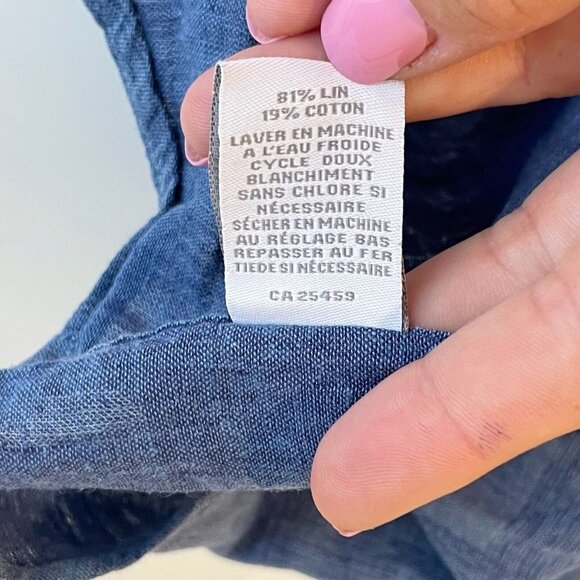 81% LIN
19% COTON
LAVER EN MACHINE
A L'EAU FROIDE
CYCLE DOUX
BLANCHIMENT
SANS CHLORE SI
NÉCESSAIRE
SÉCHER EN MACHINE
AU RÉGLAGE BAS
REPASSER AU FER
TIEDE SI NÉCESSAIRE
CA 25459